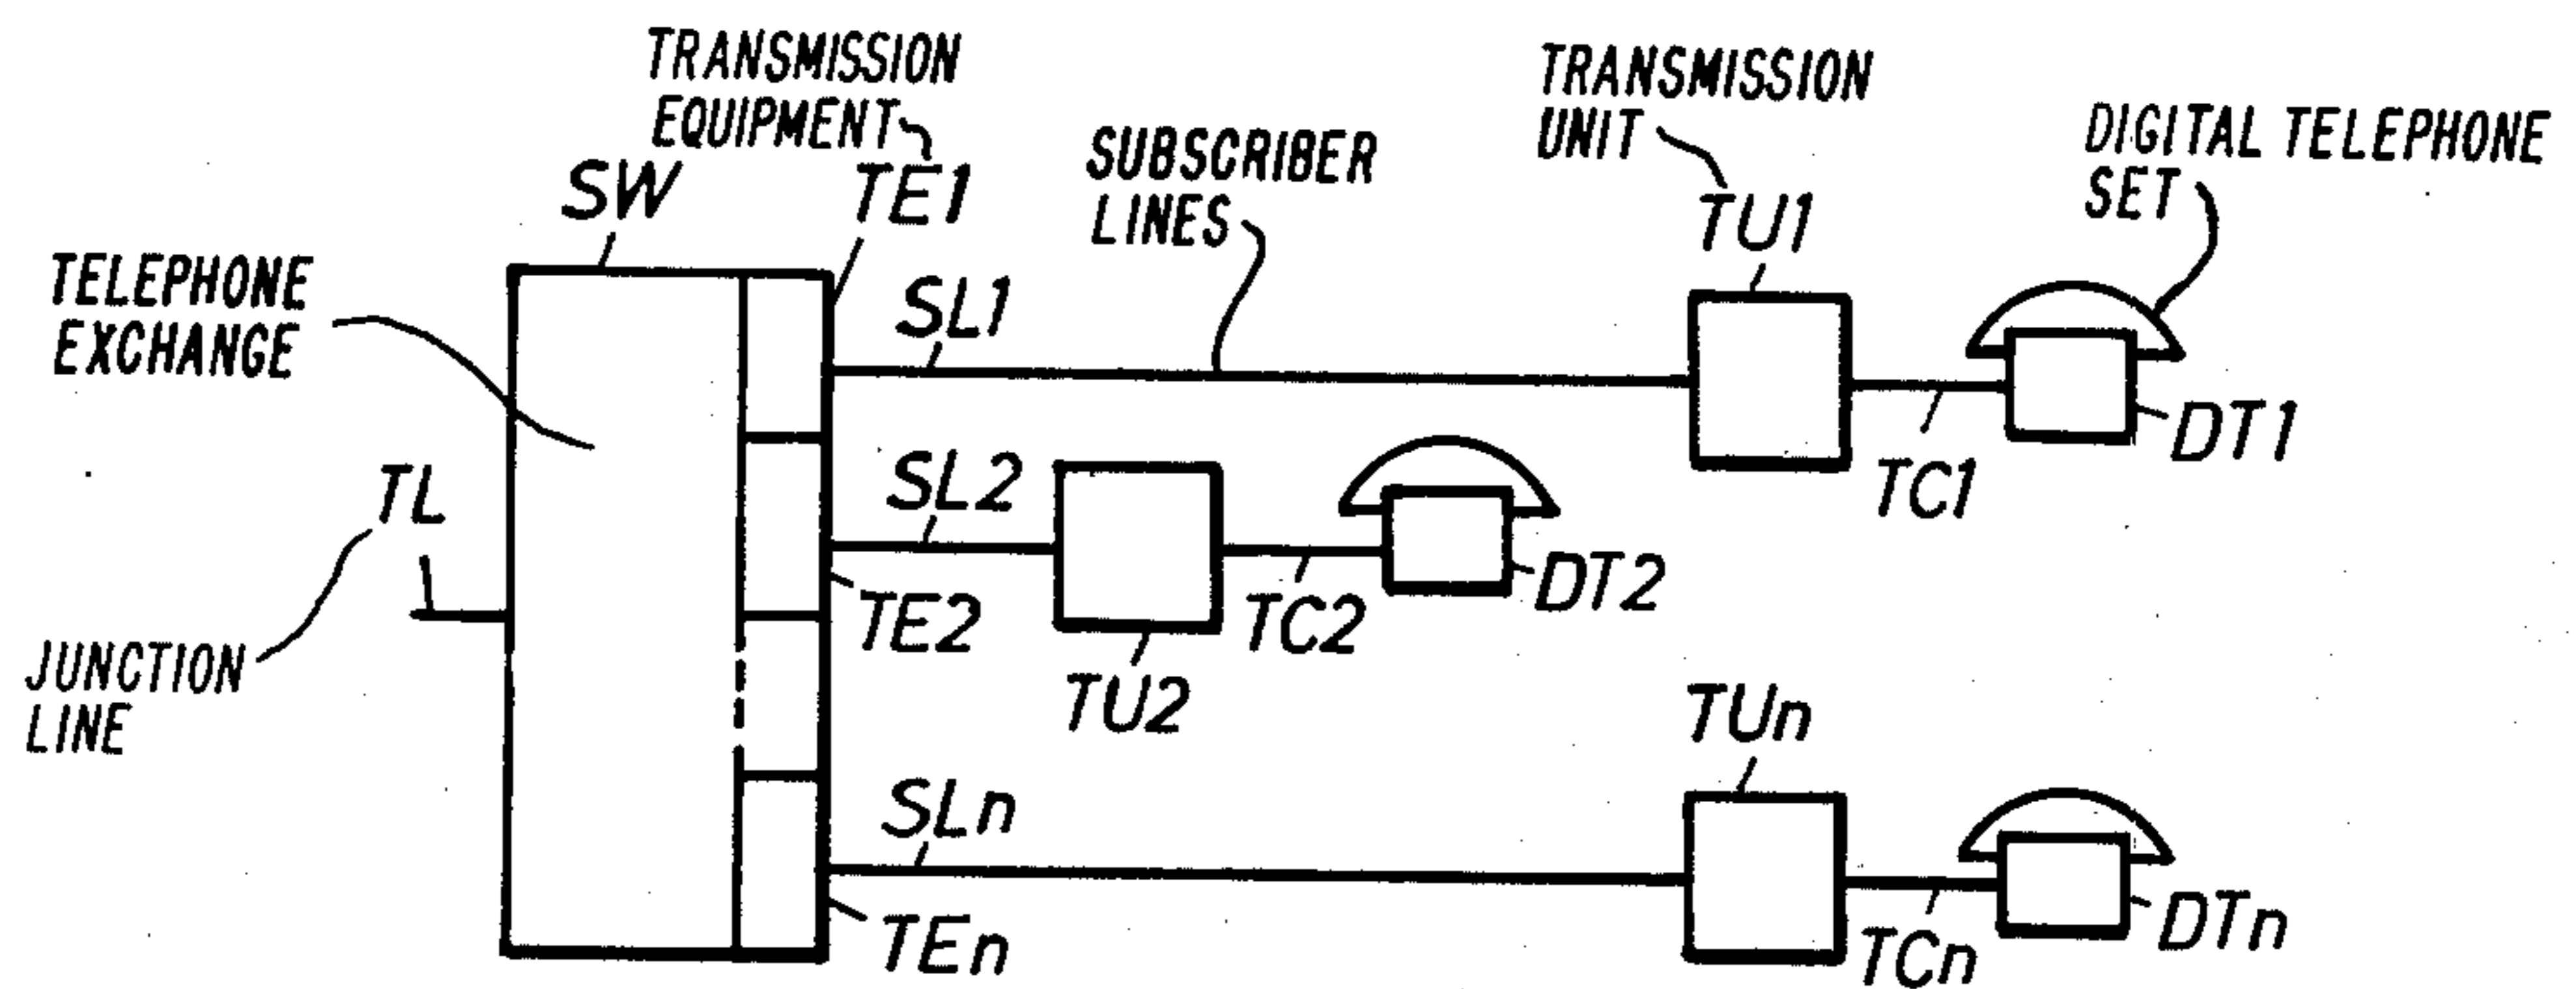 TRANSMISSION
EQUIPMENT
TRANSMISSION
UNIT
DIGITAL TELEPHONE
SET
SUBSCRIBER
LINES
SW
TE1
TU1
TELEPHONE
EXCHANGE
SL1
DT1
TC1
TL
SL2
DT2
TC2
TE2
TU2
JUNCTION
LINE
TUn
SLn
DTn
TCn
TEn